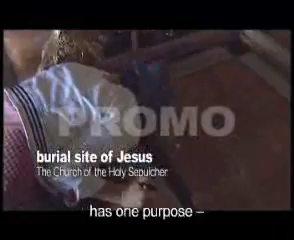 PROMO
burial site of Jesus
The Church of the Holy Sepulcher
has one purpose –